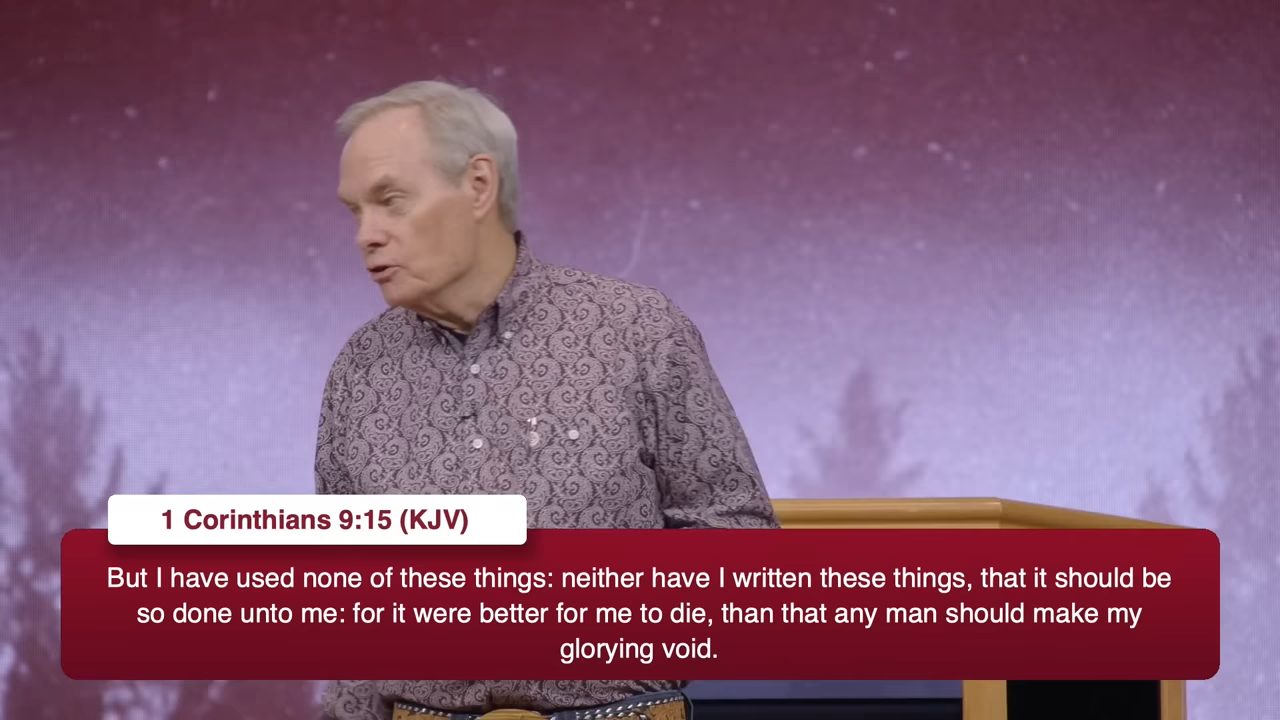 1 Corinthians 9:15 (KJV)
But I have used none of these things: neither have I written these things, that it should be
so done unto me: for it were better for me to die, than that any man should make my
glorying void.